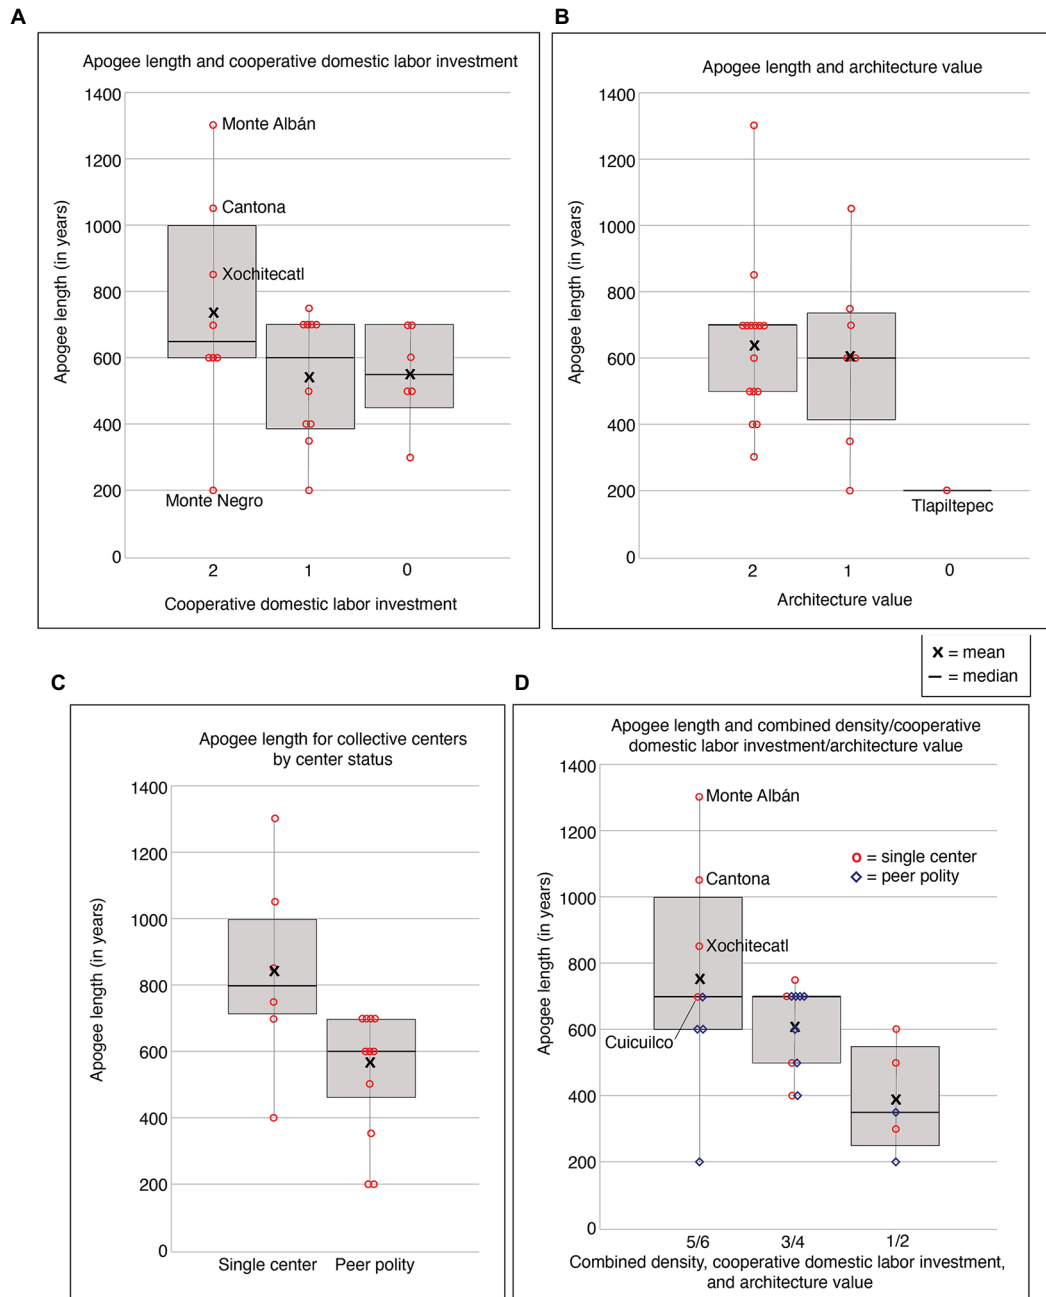 A
Apogee length and cooperative domestic labor investment
Apogee length (in years)
1400
1200
1000
800
600
400
200
0
Monte Albán
Cantona
Xochitecatl
Monte Negro
2 1 0
Cooperative domestic labor investment
B
Apogee length and architecture value
Apogee length (in years)
1400
1200
1000
800
600
400
200
0
Tlapiltepec
2 1 0
Architecture value
x = mean
– = median
C
Apogee length for collective centers
by center status
Apogee length (in years)
1400
1200
1000
800
600
400
200
0
Single center Peer polity
D
Apogee length and combined density/cooperative
domestic labor investment/architecture value
Apogee length (in years)
1400
1200
1000
800
600
400
200
0
Monte Albán
= single center
= peer polity
Cantona
Xochitecatl
Cuicuilco
5/6 3/4 1/2
Combined density, cooperative domestic labor investment,
and architecture value